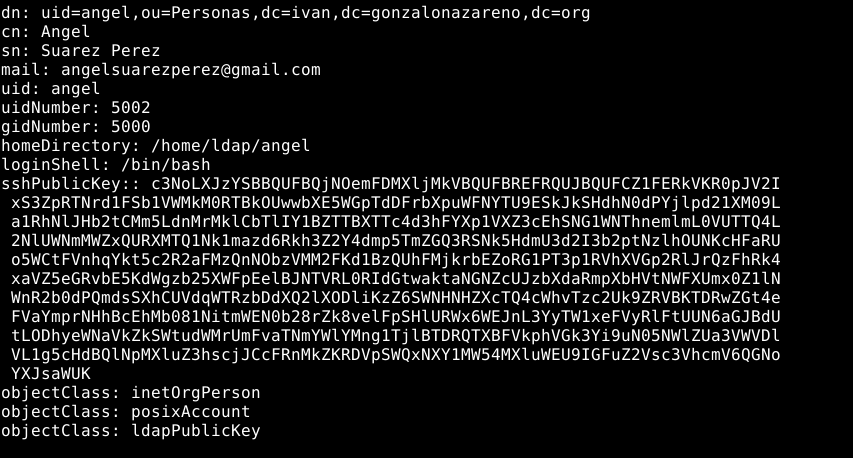 dn: uid=angel,ou=Personas,dc=ivan,dc=gonzalonazareno,dc=org
cn: Angel
sn: Suarez Perez
mail: angelsuarezperez@gmail.com
uid: angel
uidNumber: 5002
gidNumber: 5000
homeDirectory: /home/ldap/angel
loginShell: /bin/bash
sshPublicKey:: c3NoLXJzYSBBQUFBQjNOemFDMXljMkVBQUFBREFRQUJBQUFCZ1FERkVKR0pJV2I
xS3ZpRTNrd1FSb1VWMkM0RTBkOUwwbXE5WGpTdDFrbXpuWFNYTU9ESkJkSHdhN0dPYjlpd21XM09L
a1RhNlJHb2tCMm5LdnMrMklCbTlIY1BZTTBXTTc4d3hFYXp1VXZ3cEhSNG1WNThnemlmL0VUTTQ4L
2NlUWNmMWZxQURXMTQ1Nk1mazd6Rkh3Z2Y4dmp5TmZGQ3RSNk5HdmU3d2I3b2ptNzlhOUNKcHFaRU
o5WCtFVnhqYkt5c2R2aFMzQnNObzVMM2FKd1BzQUhFMjkrbEZoRG1PT3p1RVhXVGp2RlJrQzFhRk4
xaVZ5eGRvbE5KdWgzb25XWFpEelBJNTVRL0RIdGtwaktaNGNZcUJzbXdaRmpXbHVtNWFXUmx0Z1lN
WnR2b0dPQmdsSXhCUVdqWTRzbDdXQ2lXODliKzZ6SWNHNHZXcTQ4cWhvTzc2Uk9ZRVBKTDRwZGt4e
FVaYmprNHhBcEhMb081NitmWEN0b28rZk8velFpSHlURWx6WEJnL3YyTW1xeFVyRlFtUUN6aGJBdU
tLODhyeWNaVkZkSWtudWMrUmFvaTNmYWlYMng1TjlBTDRQTXBFVkphVGk3Yi9uN05NWlZUa3VWVDl
VL1g5cHdBQlNpMXluZ3hscjJCcFRnMkZKRDVpSWQxNXY1MW54MXluWEU9IGFuZ2Vsc3VhcmV6QGNo
YXJsaWUK
objectClass: inetOrgPerson
objectClass: posixAccount
objectClass: ldapPublicKey